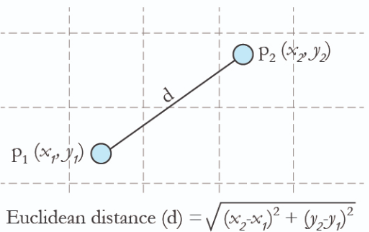 P₂ (x₂, y₂)
d
P₁ (x₁, y₁)
Euclidean distance (d) = √(x₂-x₁)² + (y₂-y₁)²